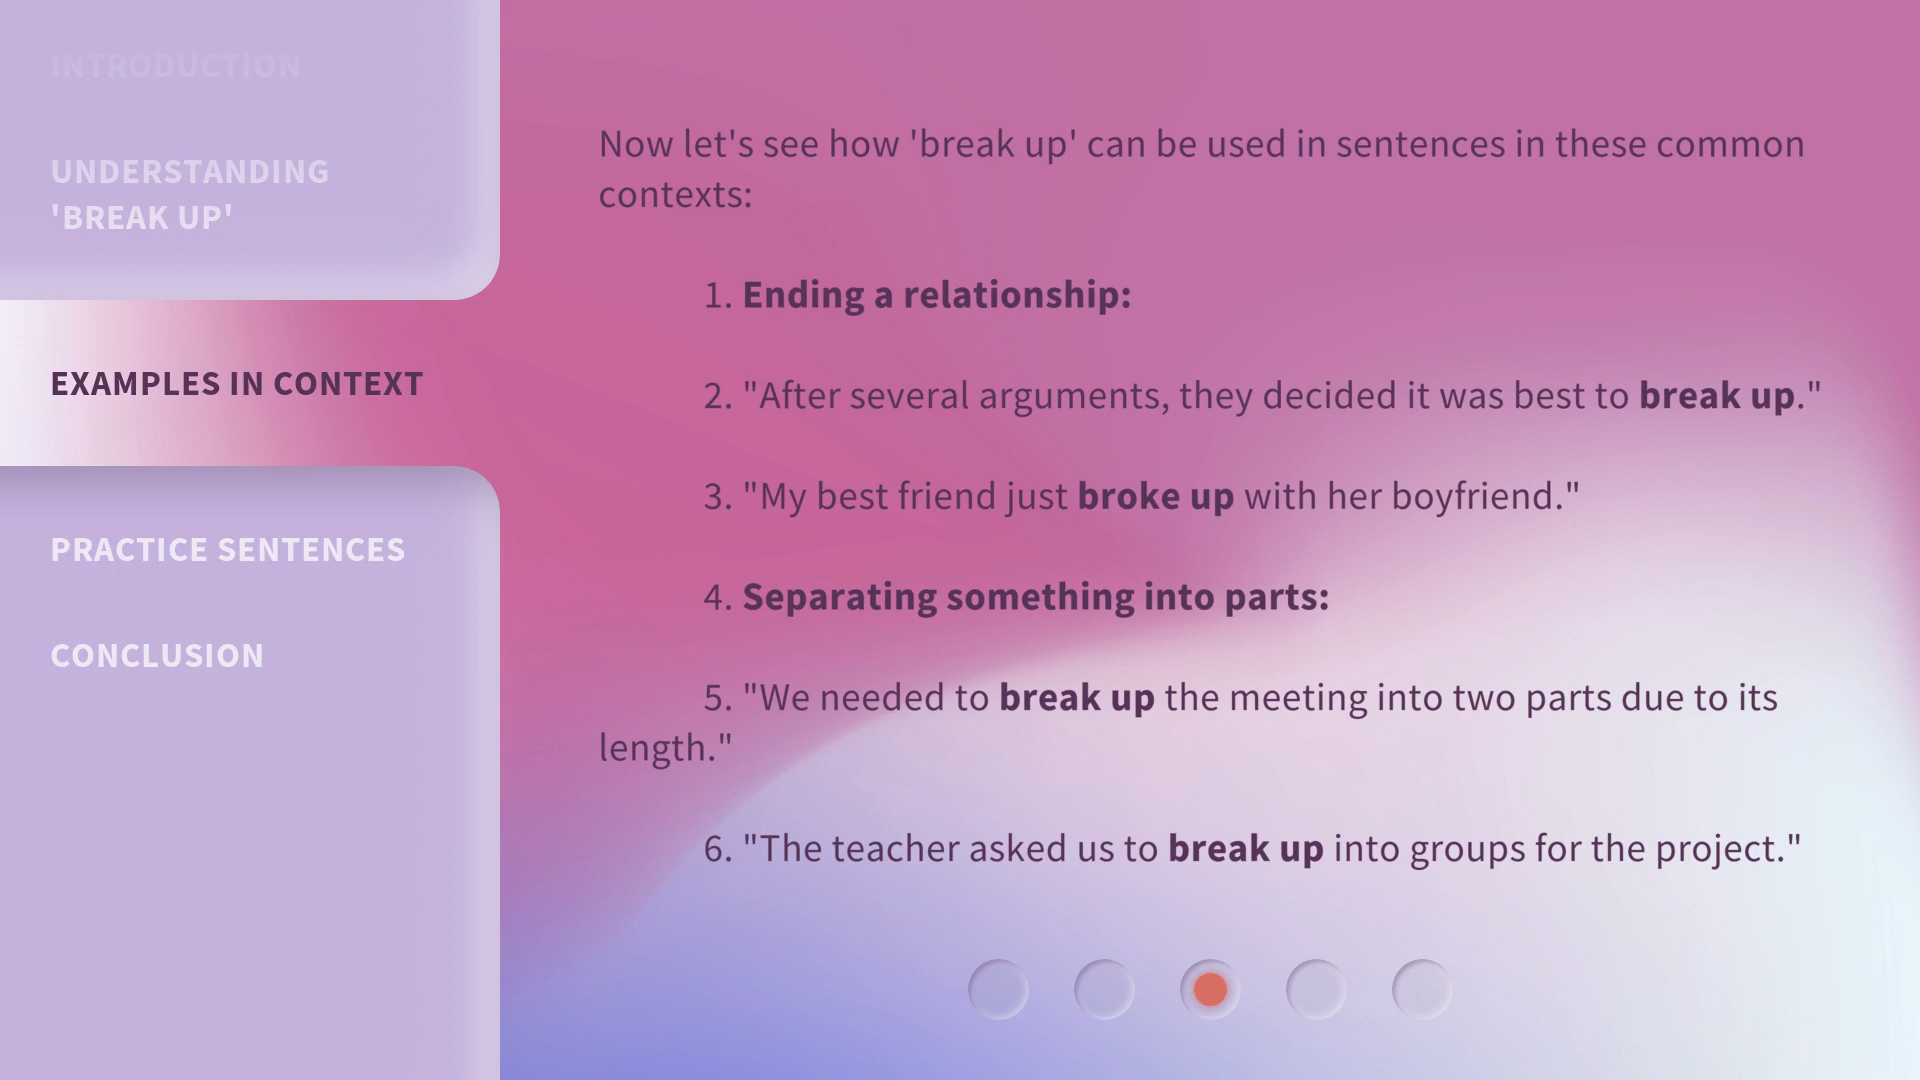 INTRODUCTION
UNDERSTANDING
'BREAK UP'
EXAMPLES IN CONTEXT
PRACTICE SENTENCES
CONCLUSION
Now let's see how 'break up' can be used in sentences in these common
contexts:
1. Ending a relationship:
2. "After several arguments, they decided it was best to break up."
3. "My best friend just broke up with her boyfriend."
4. Separating something into parts:
5. "We needed to break up the meeting into two parts due to its
length."
6. "The teacher asked us to break up into groups for the project."